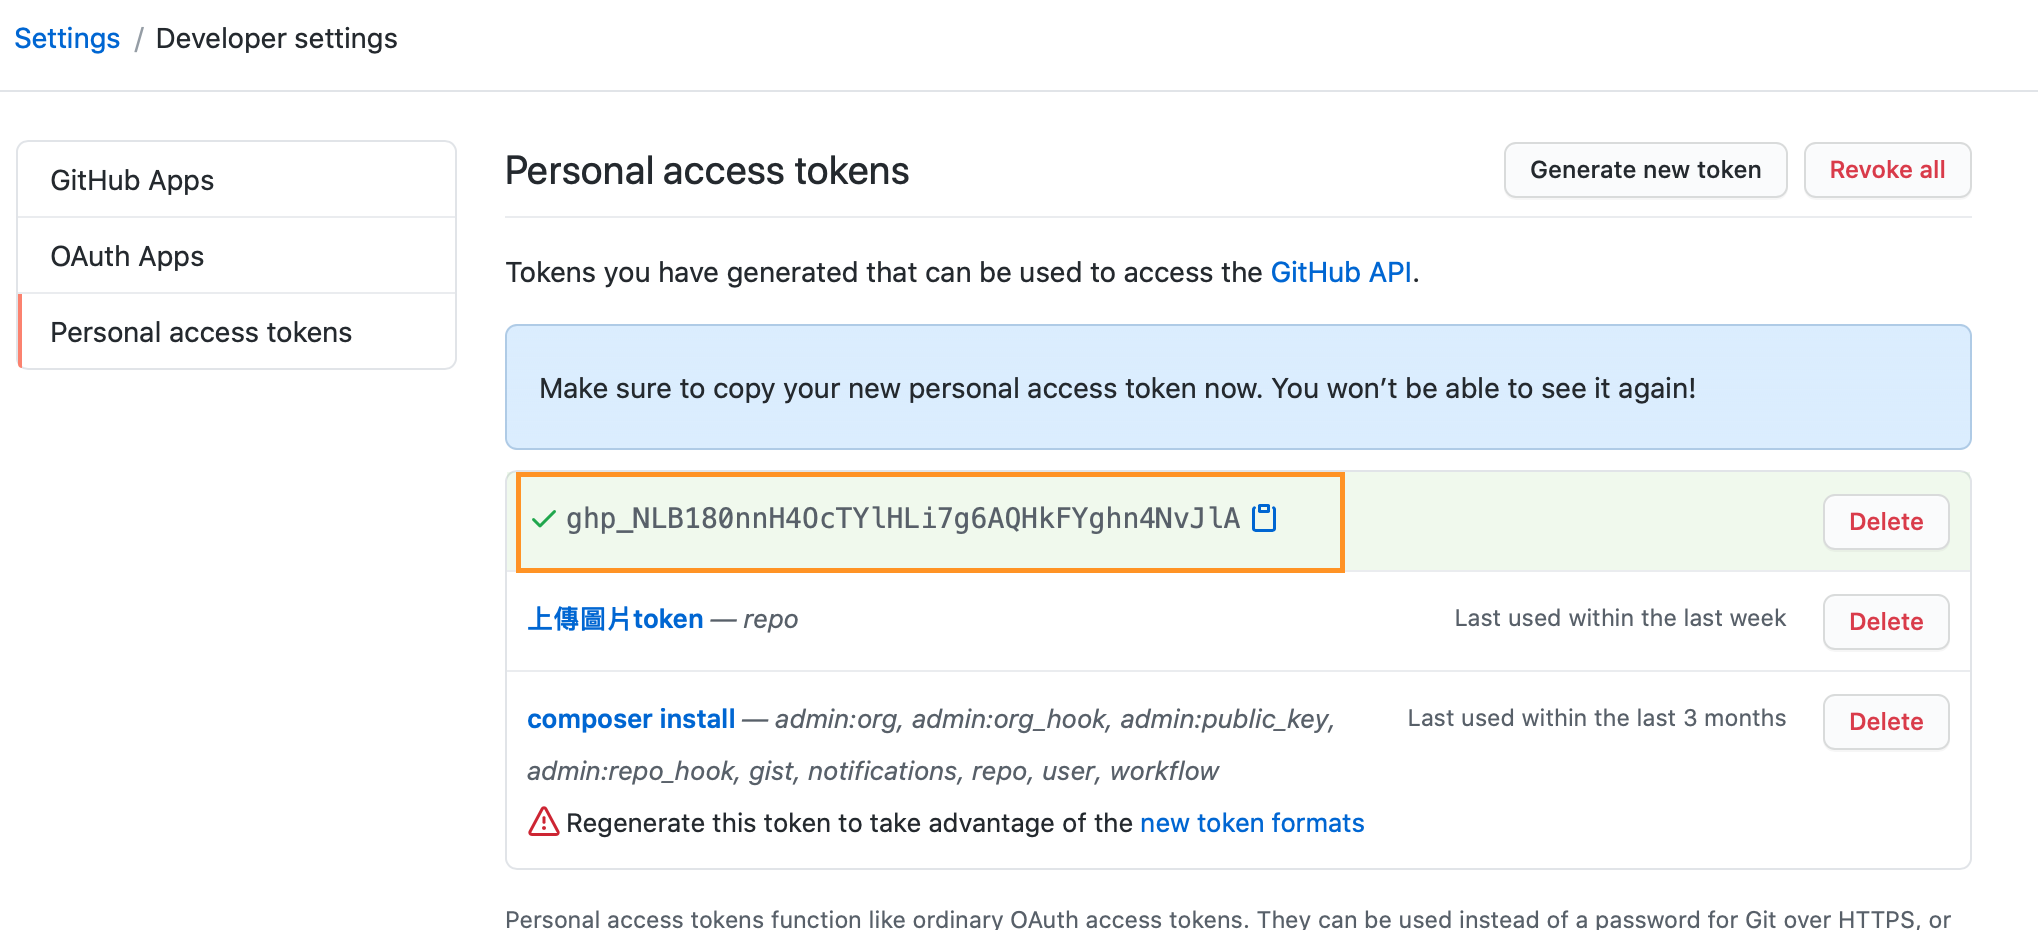 Settings / Developer settings
GitHub Apps
OAuth Apps
Personal access tokens
Personal access tokens
Generate new token
Revoke all
Tokens you have generated that can be used to access the GitHub API.
Make sure to copy your new personal access token now. You won’t be able to see it again!
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
Delete
上傳圖片token — repo
Last used within the last week
Delete
composer install — admin:org, admin:org_hook, admin:public_key,
admin:repo_hook, gist, notifications, repo, user, workflow
Last used within the last 3 months
Delete
Regenerate this token to take advantage of the new token formats
Personal access tokens function like ordinary OAuth access tokens. They can be used instead of a password for Git over HTTPS, or